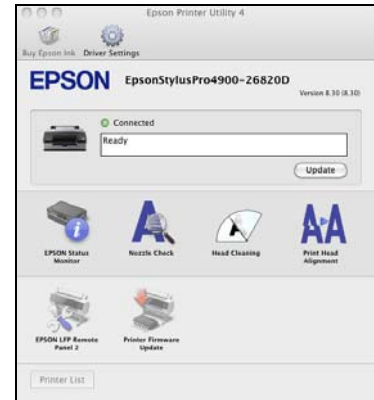 Epson Printer Utility 4
Buy Epson Ink Driver Settings
EPSON EpsonStylusPro4900-26820D
Version 8.30 (8.30)
Connected
Ready
Update
EPSON Status Monitor
Nozzle Check
Head Cleaning
Print Head Alignment
EPSON LFP Remote Panel 2
Printer Firmware Update
Printer List